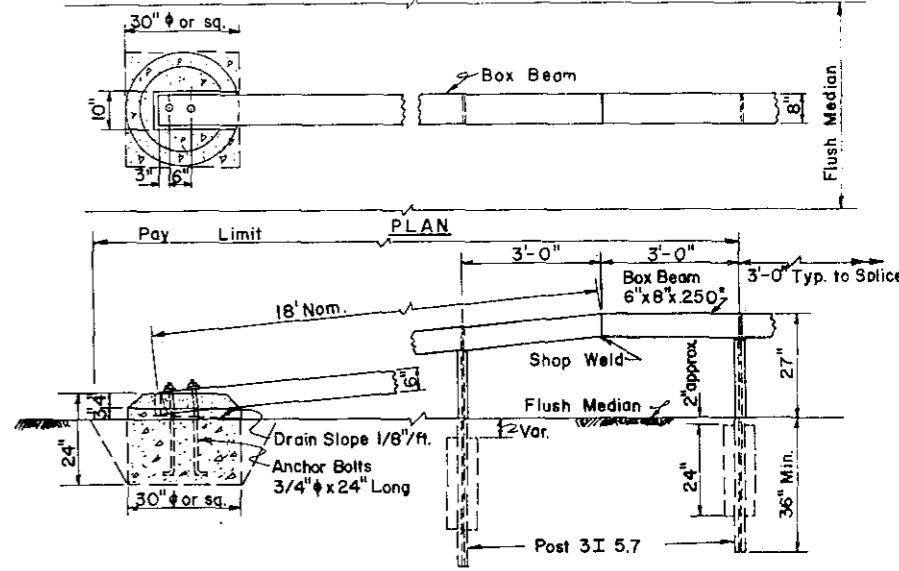 30" ϕ or sq.
Box Beam
10"
8"
3"
6"
Flush Median
PLAN
Pay Limit
3'-0"
3'-0"
3'-0" Typ. to Splice
Box Beam
6"x8"x.250"
18' Nom.
Shop Weld
6"
27"
2" approx.
Flush Median
Var.
3"
4"
24"
Drain Slope 1/8"/ft.
Anchor Bolts
3/4" ϕ x 24" Long
24"
36" Min.
30" ϕ or sq.
Post 3 I 5.7